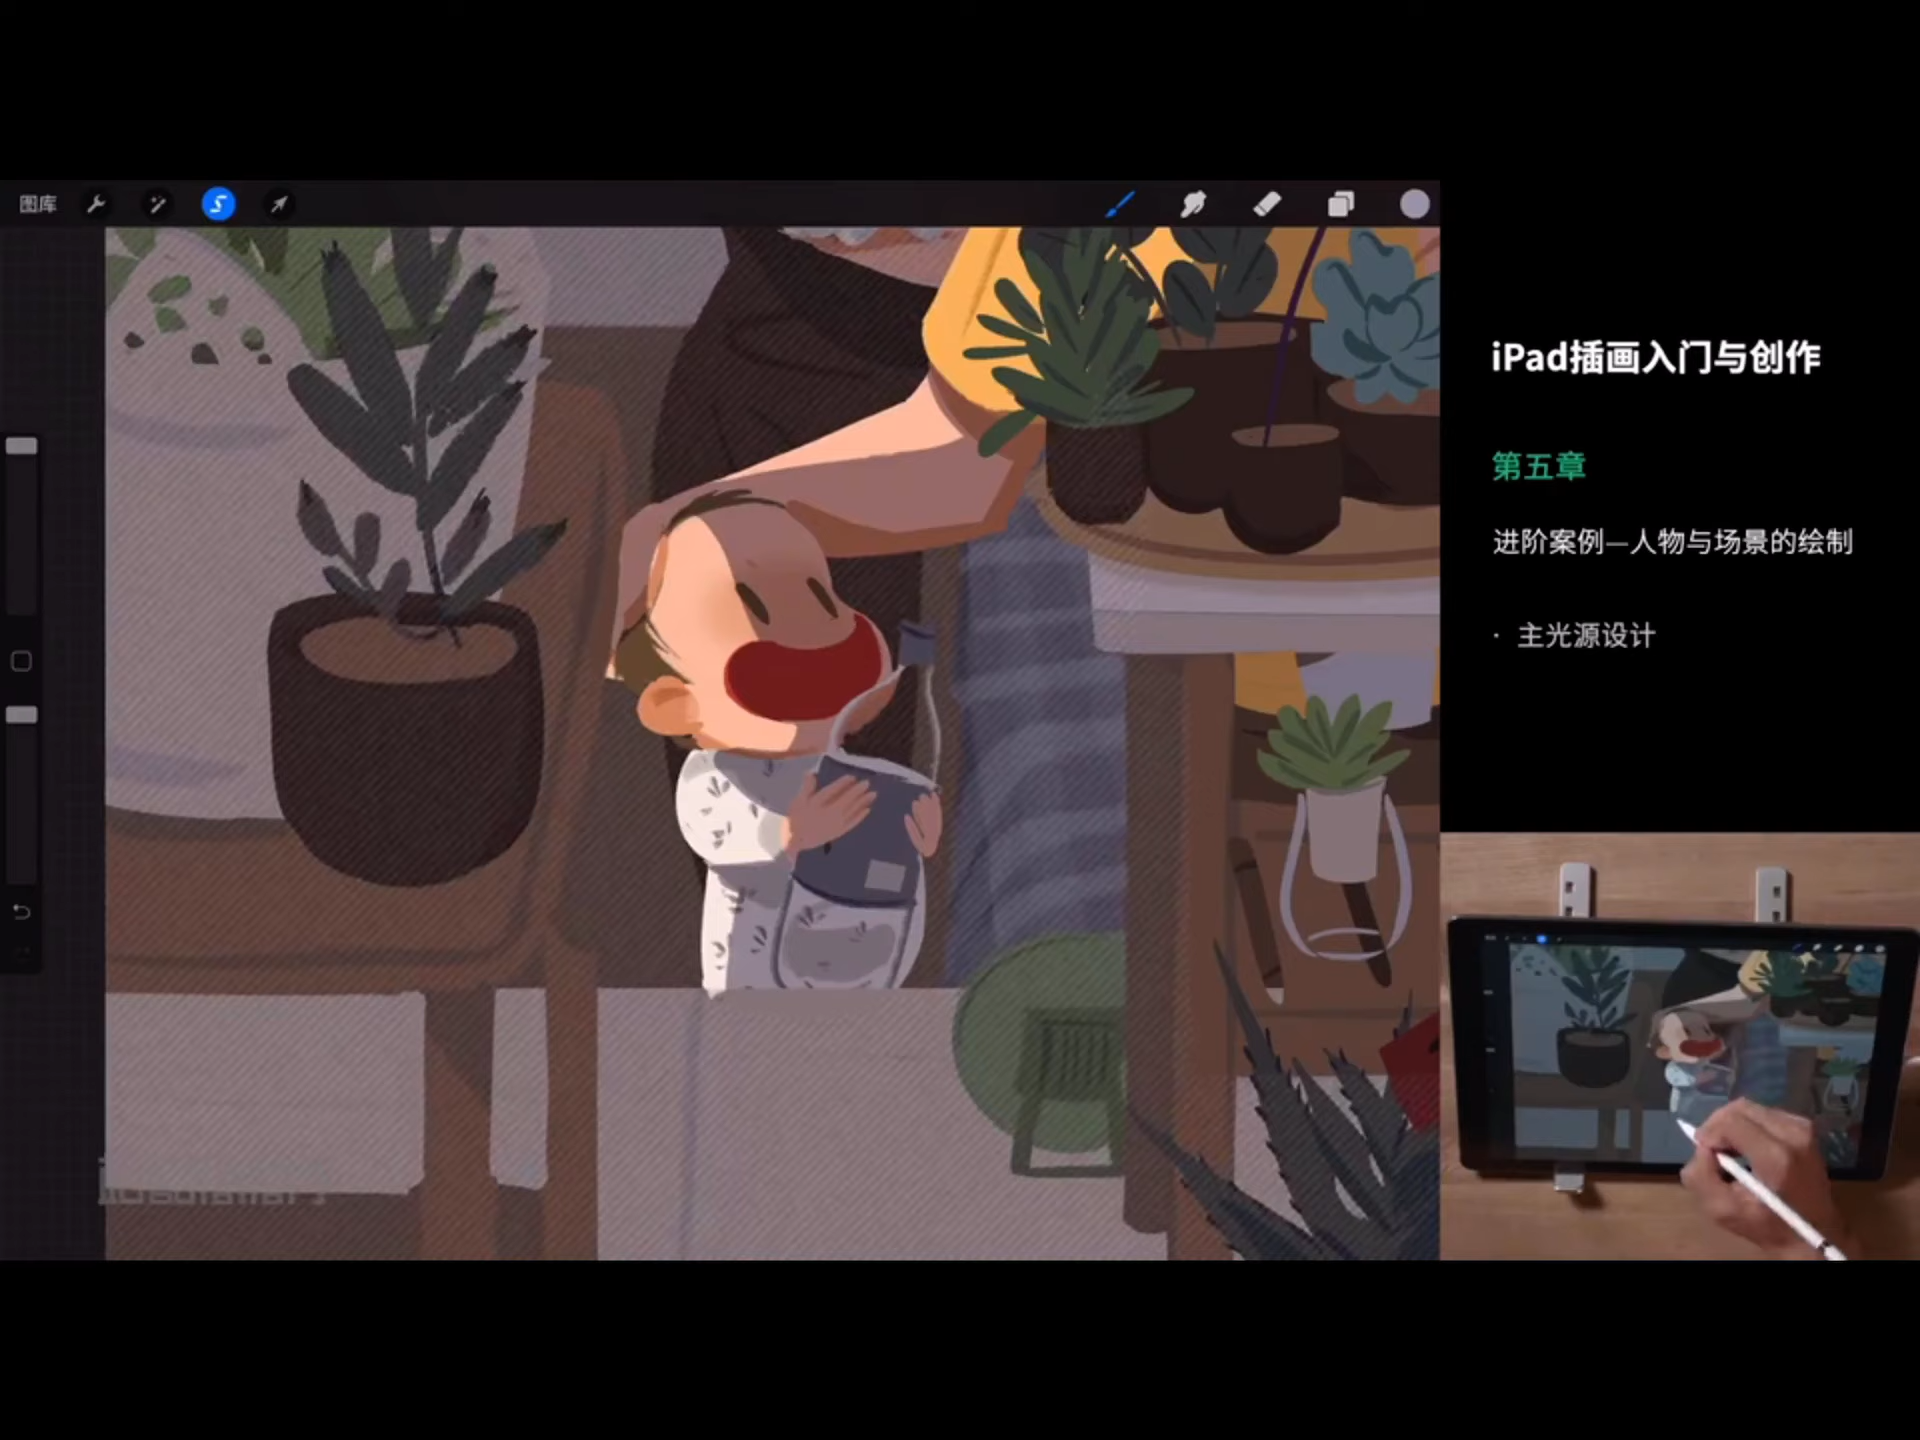 图库
iPad插画入门与创作
第五章
进阶案例—人物与场景的绘制
· 主光源设计